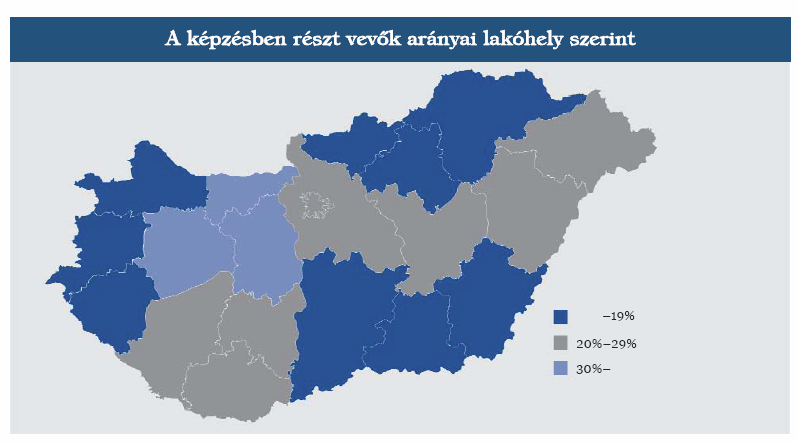 A képzésben részt vevők arányai lakóhely szerint
–19%
20%–29%
30%–